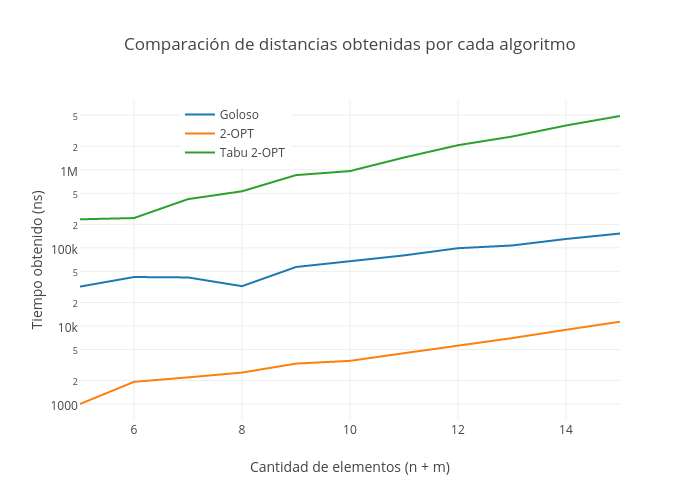 Comparación de distancias obtenidas por cada algoritmo
Goloso
2-OPT
Tabu 2-OPT
Tiempo obtenido (ns)
5
2
1M
5
2
100k
5
2
10k
5
2
1000
6
8
10
12
14
Cantidad de elementos (n + m)